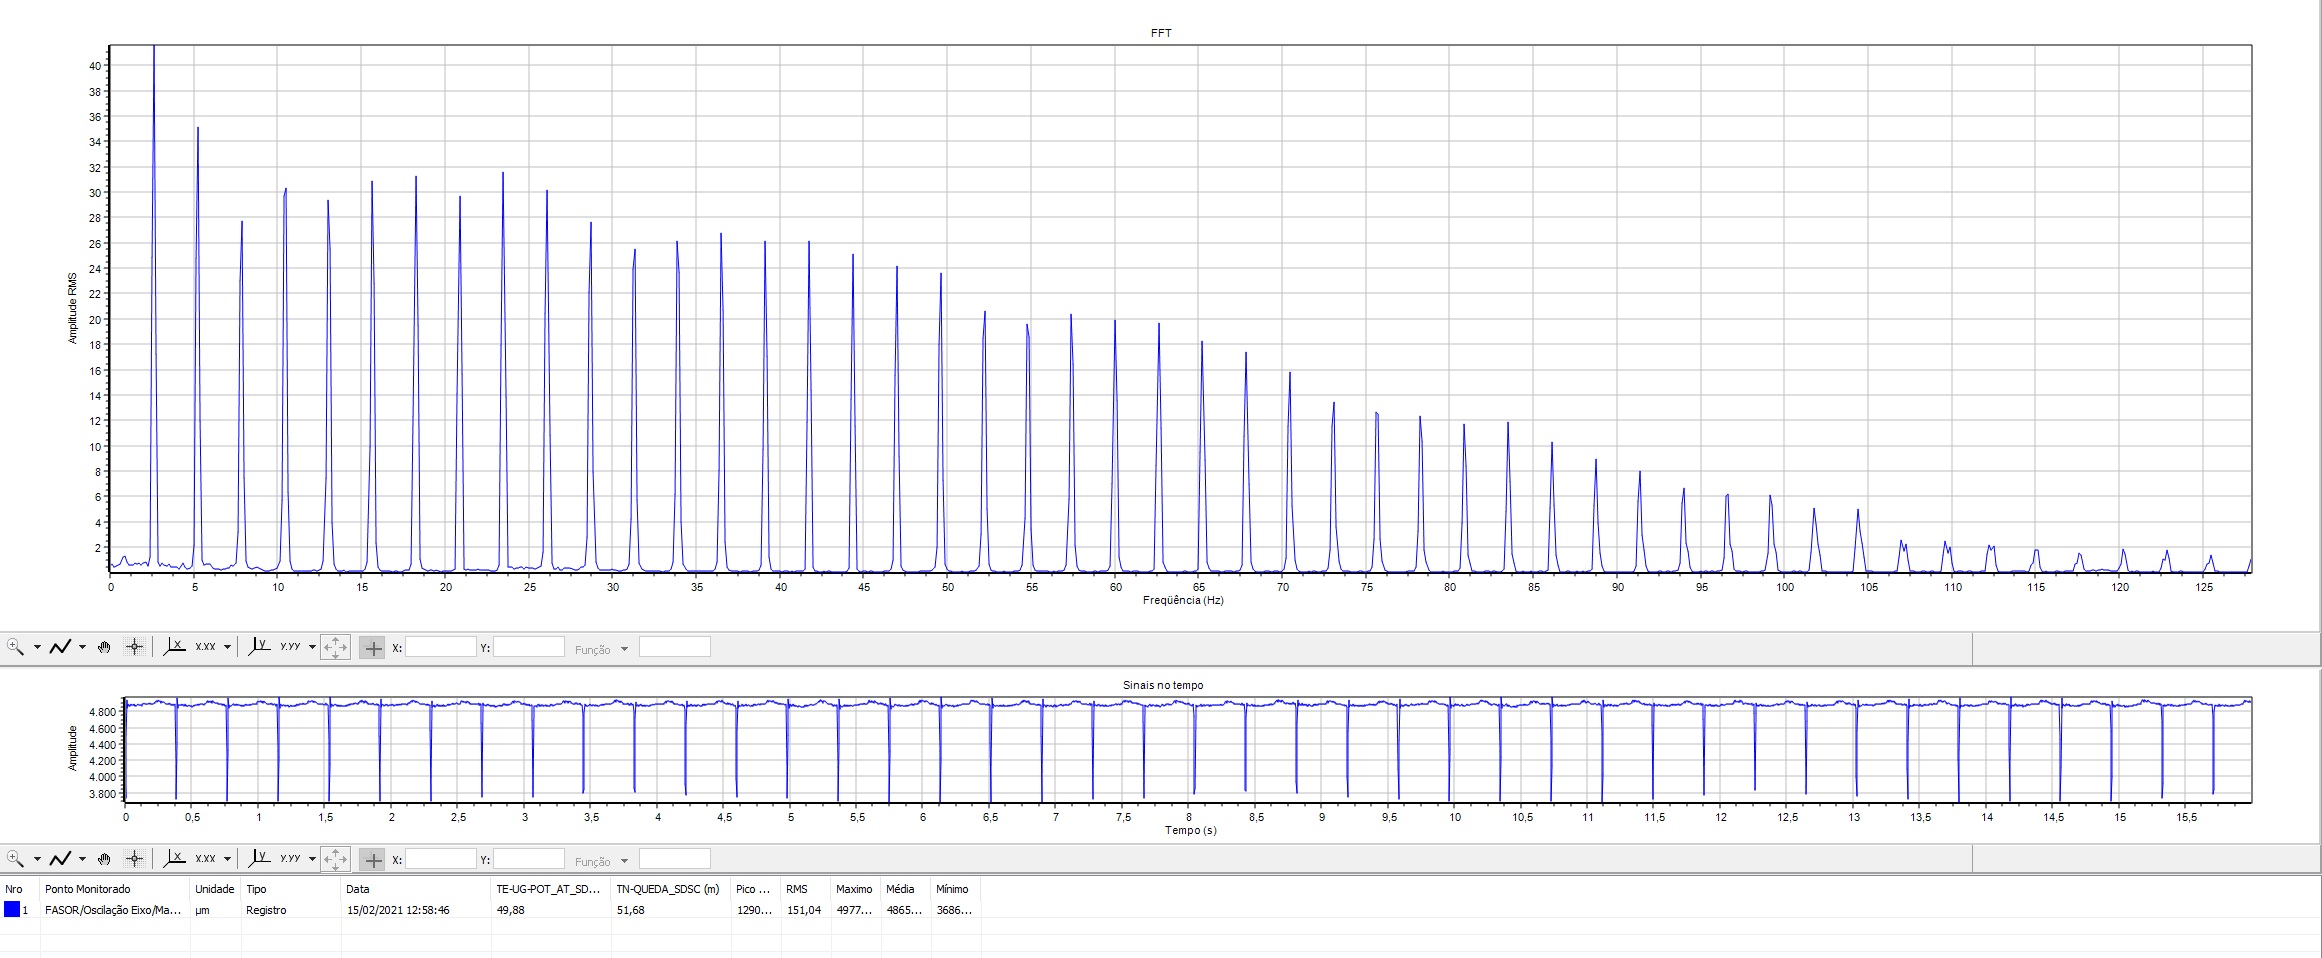 FFT
40
38
36
34
32
30
28
26
24
22
20
18
16
14
12
10
8
6
4
2
Amplitude RMS
0 5 10 15 20 25 30 35 40 45 50 55 60 65 70 75 80 85 90 95 100 105 110 115 120 125
Freqüência (Hz)
X.XX Y.YY X: Y: Função
Sinais no tempo
4.800
4.600
4.400
4.200
4.000
3.800
Amplitude
0 0,5 1 1,5 2 2,5 3 3,5 4 4,5 5 5,5 6 6,5 7 7,5 8 8,5 9 9,5 10 10,5 11 11,5 12 12,5 13 13,5 14 14,5 15 15,5
Tempo (s)
X.XX Y.YY X: Y: Função
Nro Ponto Monitorado Unidade Tipo Data TE-UG-POT_AT_SD... TN-QUEDA_SDSC (m) Pico ... RMS Maximo Média Mínimo
1 FASOR/Oscilação Eixo/Ma... µm Registro 15/02/2021 12:58:46 49,88 51,68 1290... 151,04 4977... 4865... 3686...